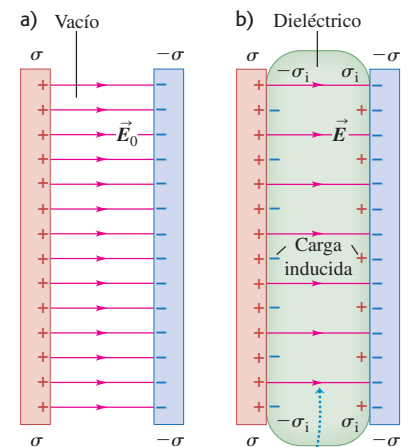 a) Vacío
σ −σ
E⃗₀
σ −σ
b) Dieléctrico
σ −σ
−σᵢ σᵢ
E⃗
Carga
inducida
−σᵢ σᵢ
σ −σ